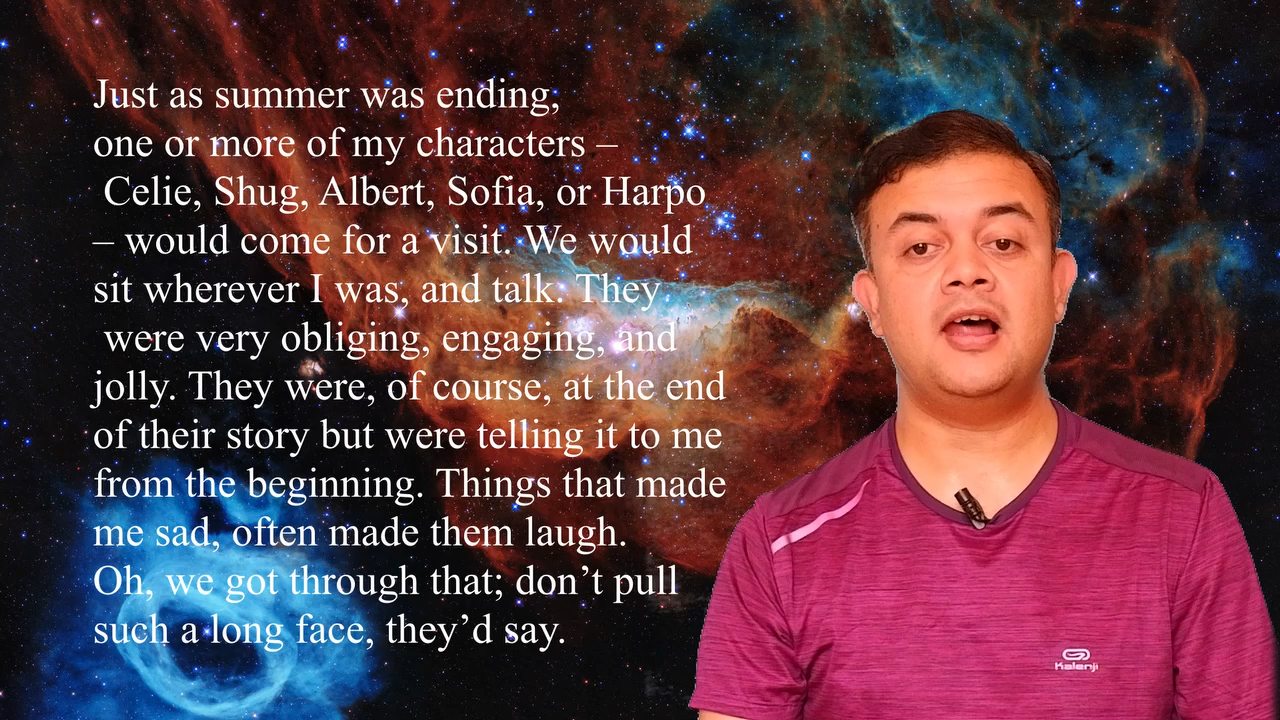 Just as summer was ending,
one or more of my characters –
Celie, Shug, Albert, Sofia, or Harpo
– would come for a visit. We would
sit wherever I was, and talk. They
were very obliging, engaging, and
jolly. They were, of course, at the end
of their story but were telling it to me
from the beginning. Things that made
me sad, often made them laugh.
Oh, we got through that; don’t pull
such a long face, they’d say.
Kalenji